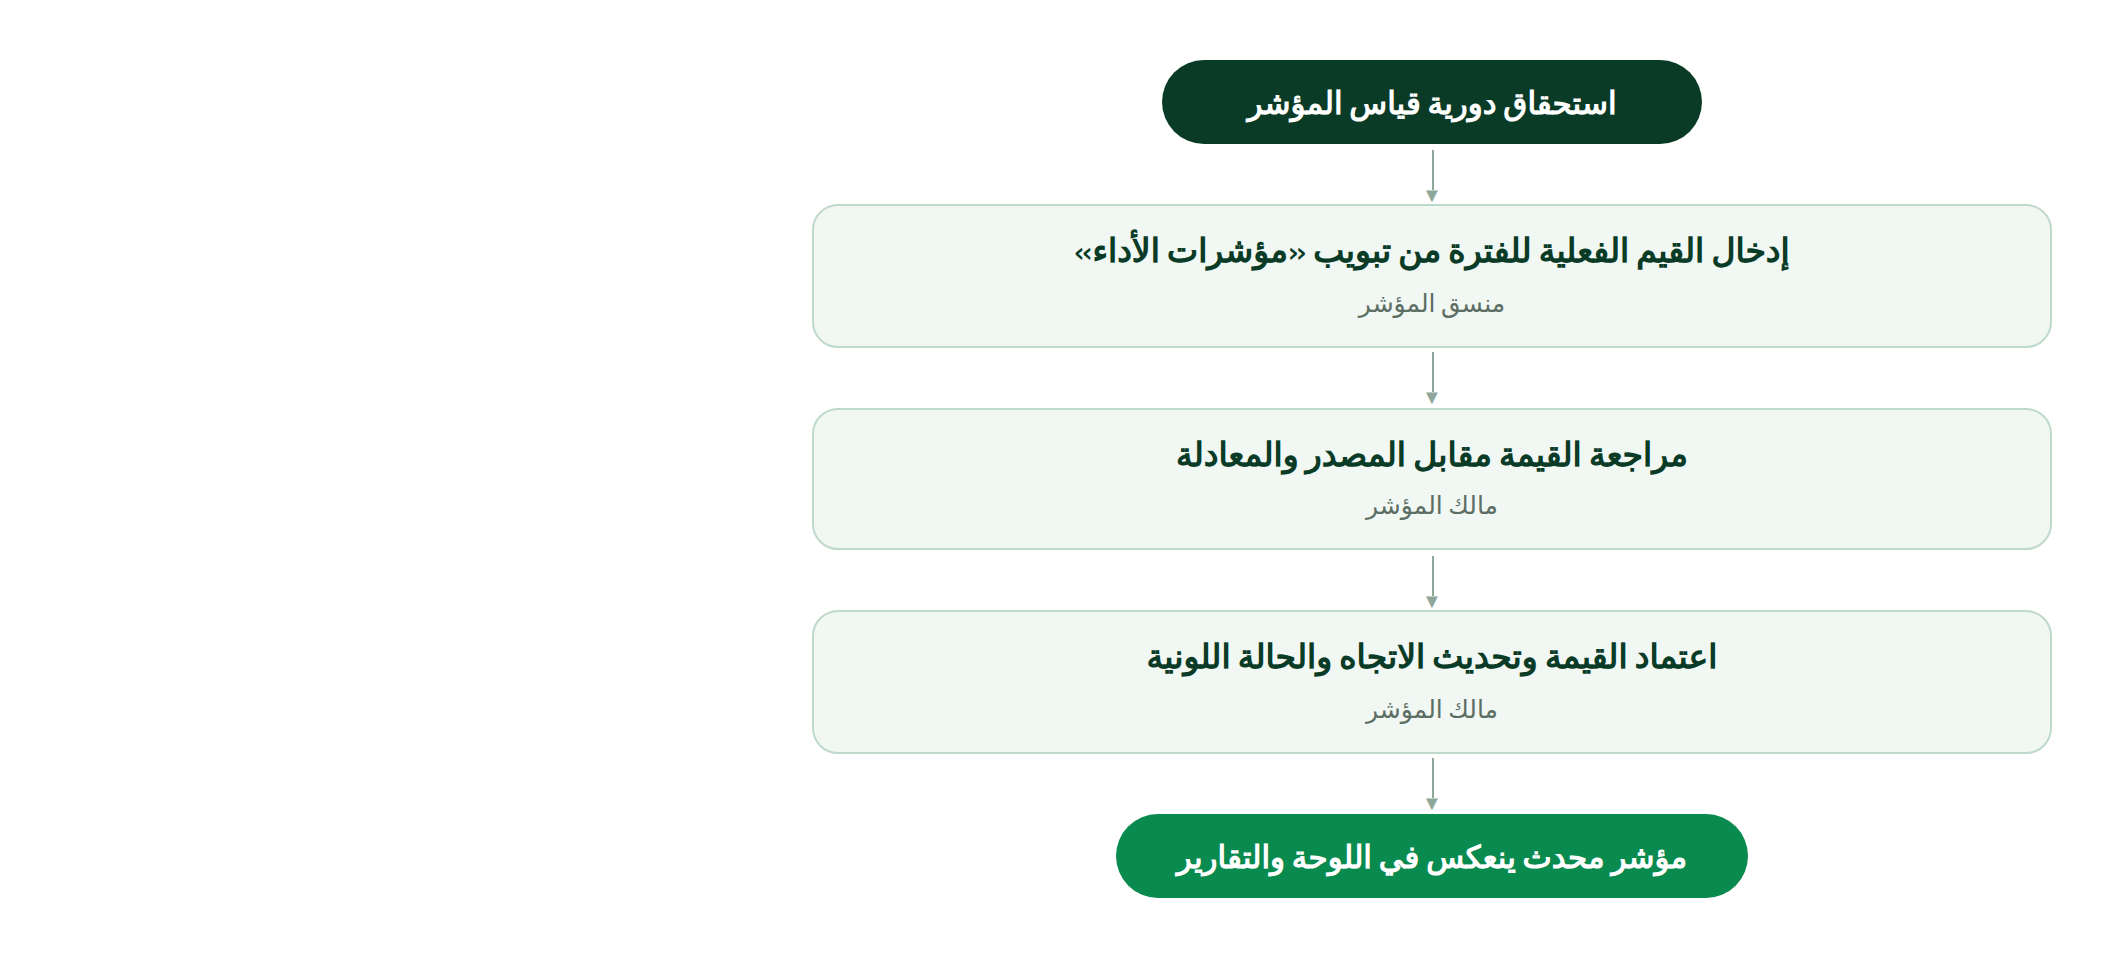 استحقاق دورية قياس المؤشر
إدخال القيم الفعلية للفترة من تبويب «مؤشرات الأداء»
منسق المؤشر
مراجعة القيمة مقابل المصدر والمعادلة
مالك المؤشر
اعتماد القيمة وتحديث الاتجاه والحالة اللونية
مالك المؤشر
مؤشر محدث ينعكس في اللوحة والتقارير